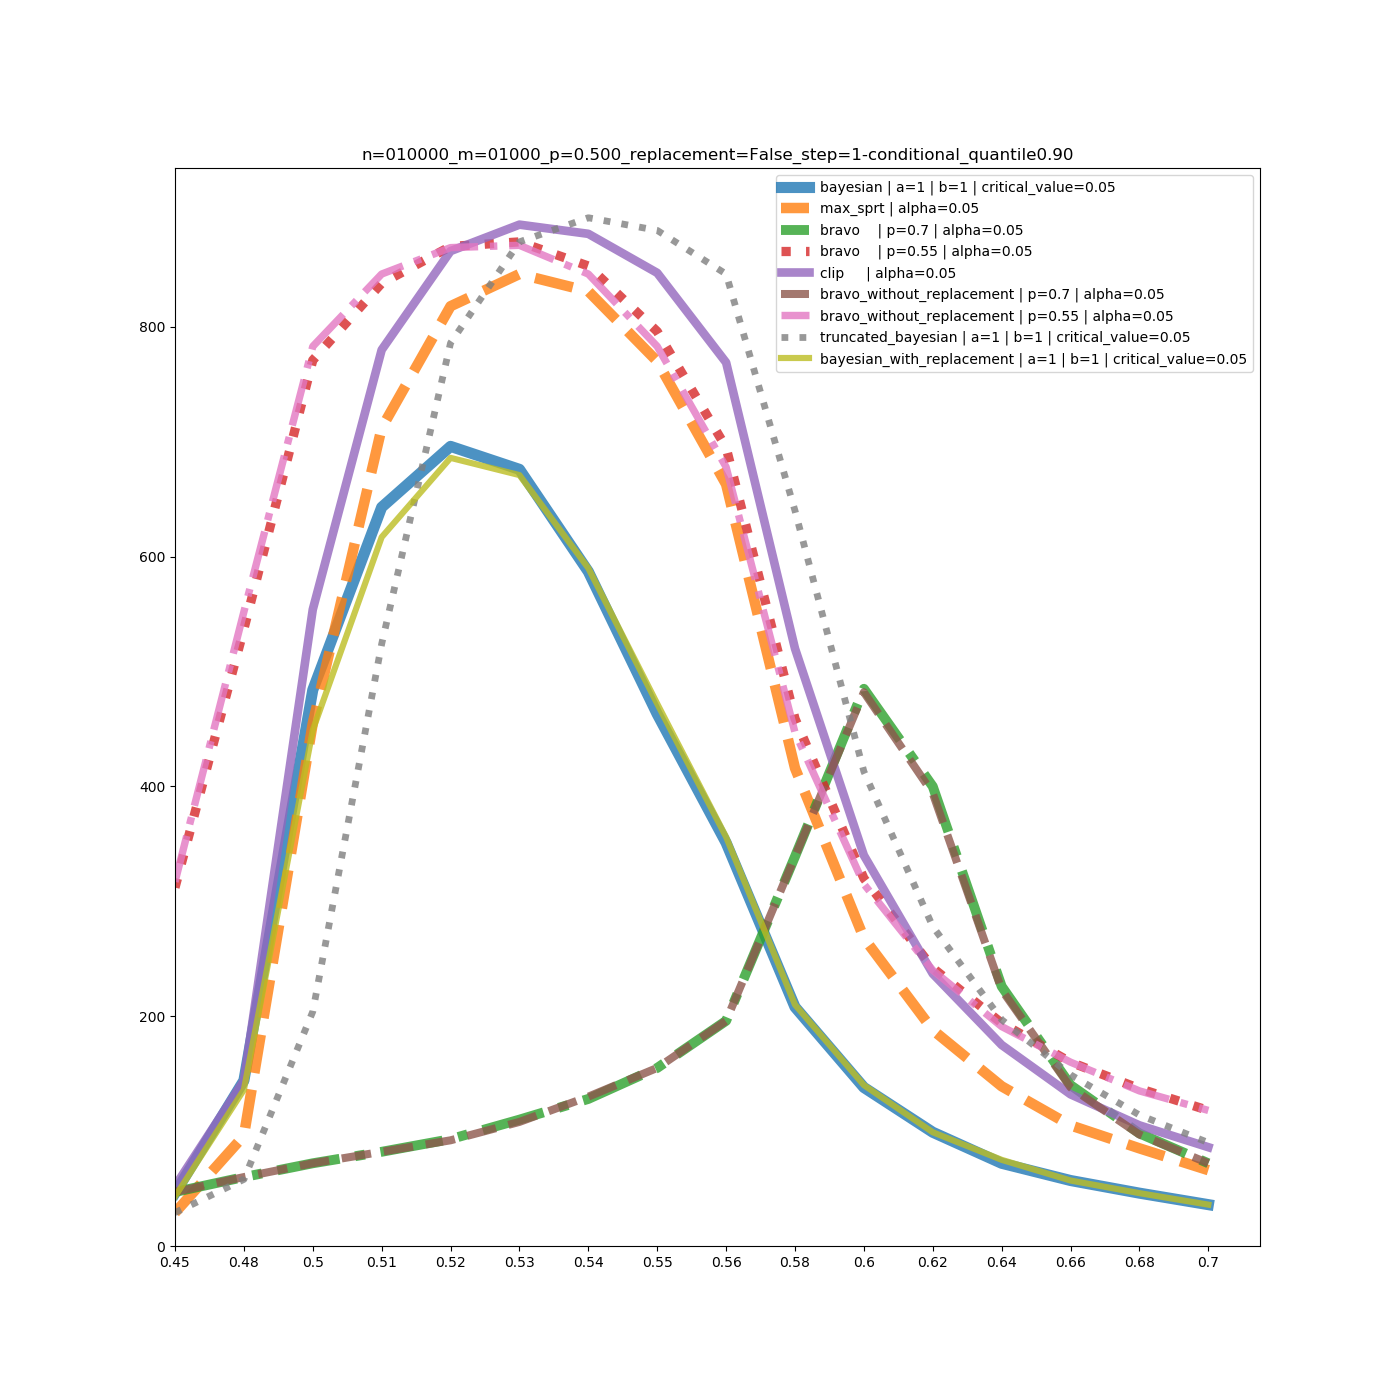 n=010000_m=01000_p=0.500_replacement=False_step=1-conditional_quantile0.90
bayesian | a=1 | b=1 | critical_value=0.05
max_sprt | alpha=0.05
bravo    | p=0.7 | alpha=0.05
bravo    | p=0.55 | alpha=0.05
clip     | alpha=0.05
bravo_without_replacement | p=0.7 | alpha=0.05
bravo_without_replacement | p=0.55 | alpha=0.05
truncated_bayesian | a=1 | b=1 | critical_value=0.05
bayesian_with_replacement | a=1 | b=1 | critical_value=0.05
800
600
400
200
0
0.45 0.48 0.5 0.51 0.52 0.53 0.54 0.55 0.56 0.58 0.6 0.62 0.64 0.66 0.68 0.7